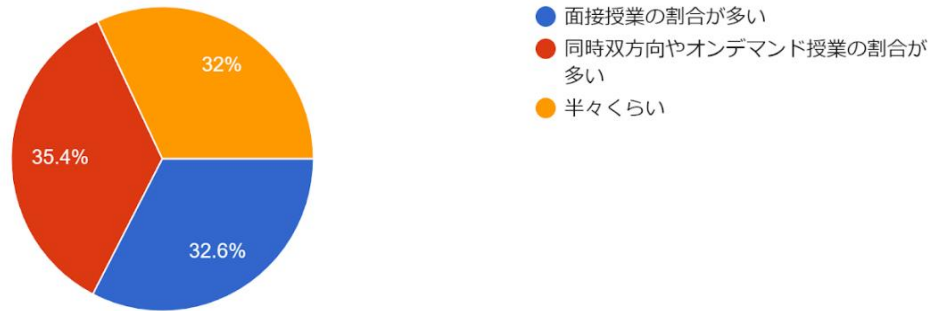 面接授業の割合が多い
同時双方向やオンデマンド授業の割合が
多い
半々くらい
32%
35.4%
32.6%